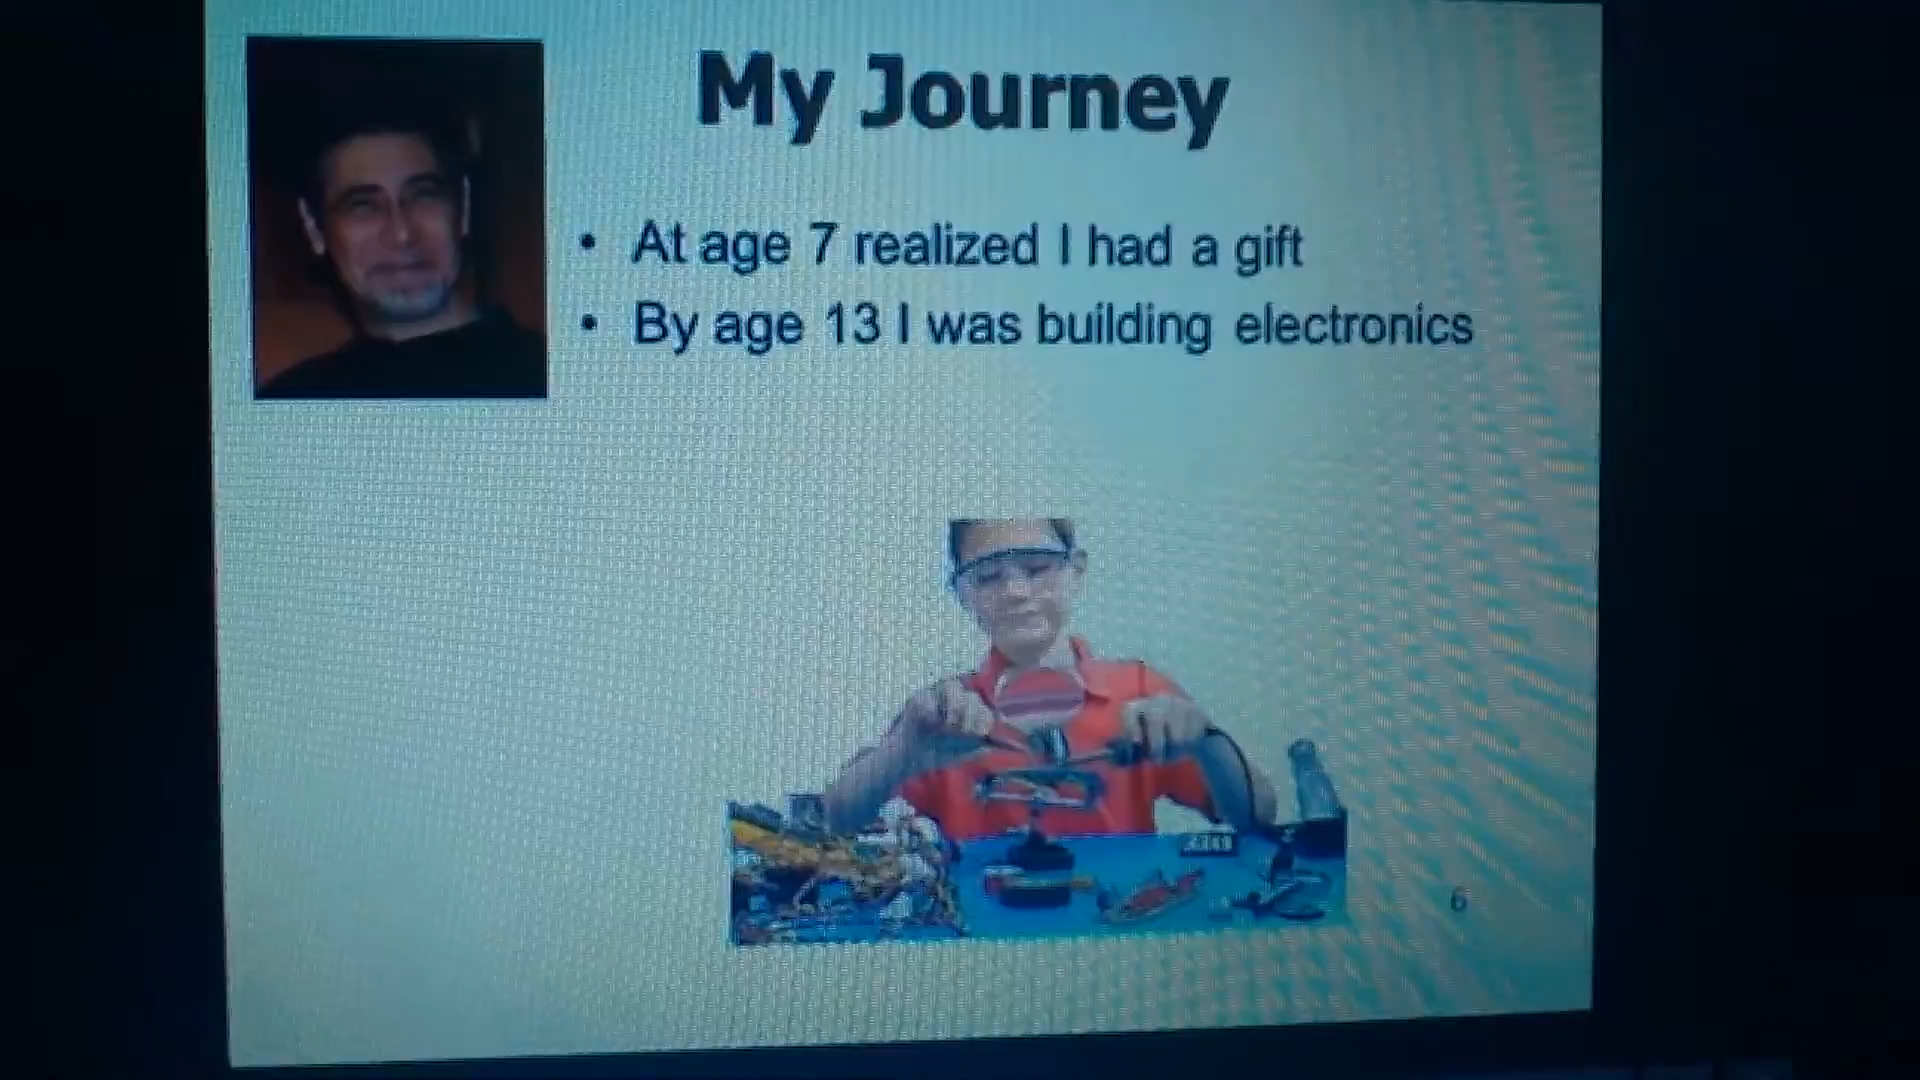 My Journey
• At age 7 realized I had a gift
• By age 13 I was building electronics
6